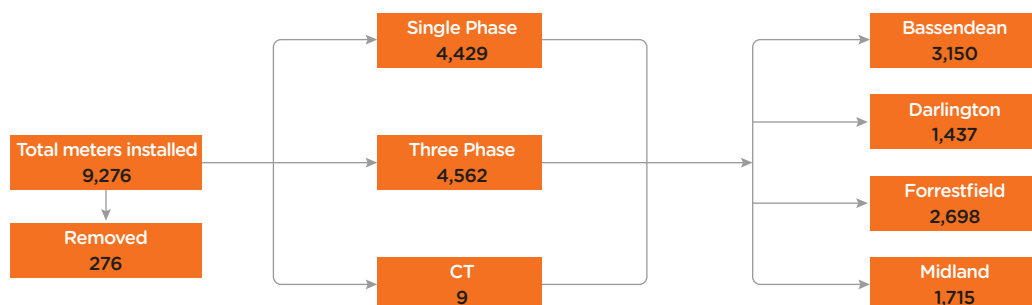 Total meters installed
9,276
Removed
276
Single Phase
4,429
Three Phase
4,562
CT
9
Bassendean
3,150
Darlington
1,437
Forrestfield
2,698
Midland
1,715